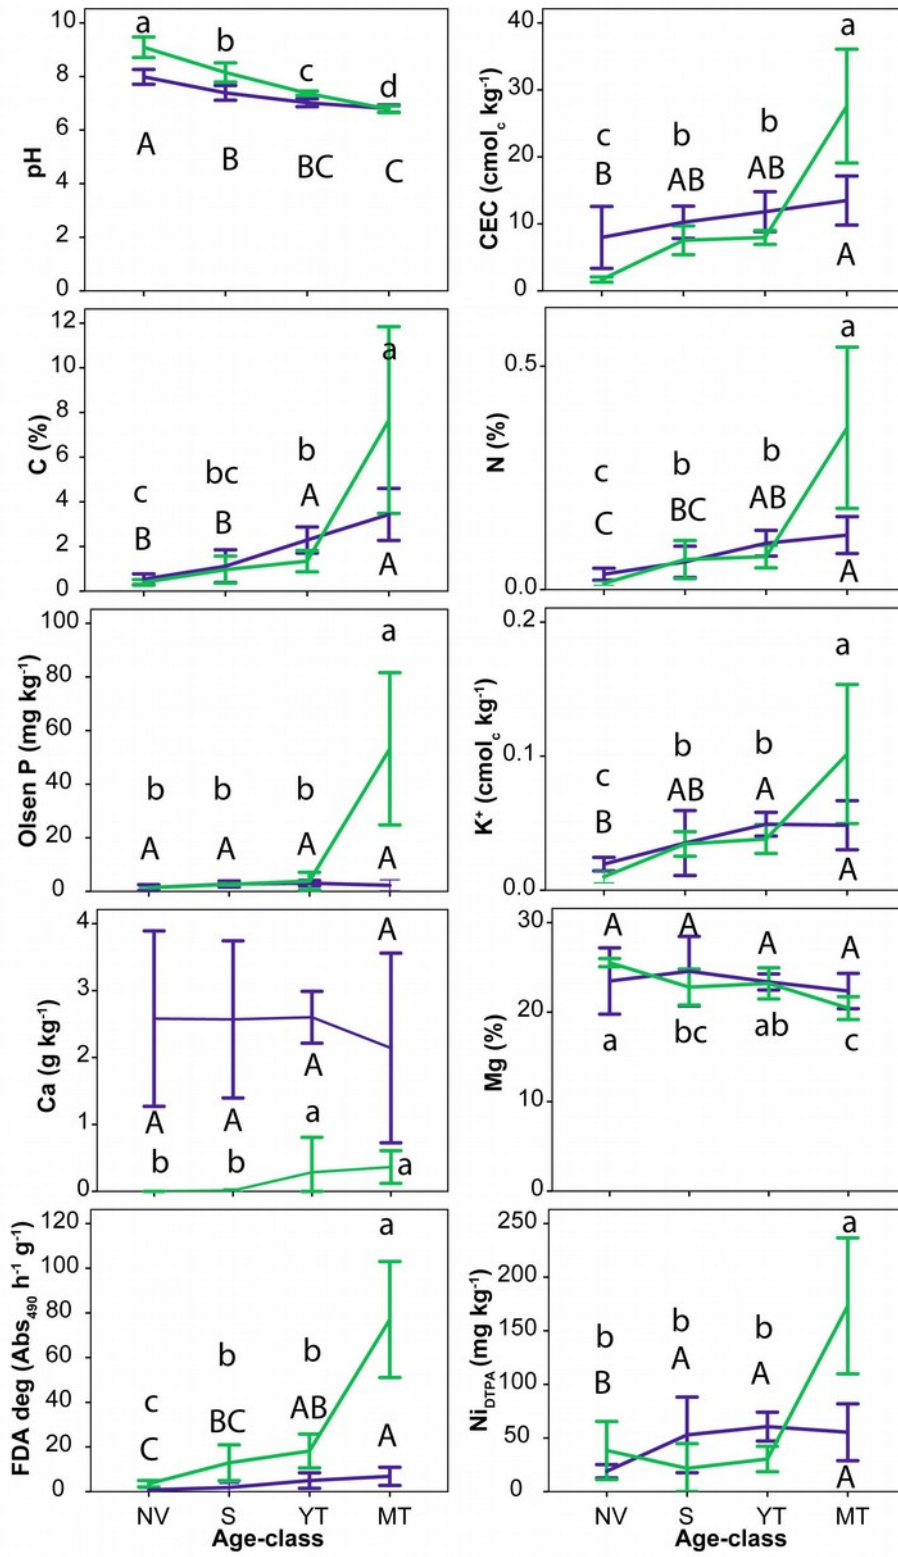 pH
10
8
6
4
2
0
a
b
c
d
A
B
BC
C
CEC (cmolc kg-1)
40
30
20
10
0
c
b
b
a
B
AB
AB
A
C (%)
12
10
8
6
4
2
0
c
bc
b
a
B
B
A
A
N (%)
0.5
0.0
c
b
b
a
C
BC
AB
A
Olsen P (mg kg-1)
100
80
60
40
20
0
b
b
b
a
A
A
A
A
K+ (cmolc kg-1)
0.2
0.1
0.0
c
b
b
a
B
AB
A
A
Ca (g kg-1)
4
3
2
1
0
A
A
A
A
b
b
a
a
Mg (%)
30
20
10
0
A
A
A
A
a
bc
ab
c
FDA deg (Abs490 h-1 g-1)
120
100
80
60
40
20
0
c
b
b
a
C
BC
AB
A
NV
S
YT
MT
Age-class
NiDTPA (mg kg-1)
250
200
150
100
50
0
b
b
b
a
B
A
A
A
NV
S
YT
MT
Age-class